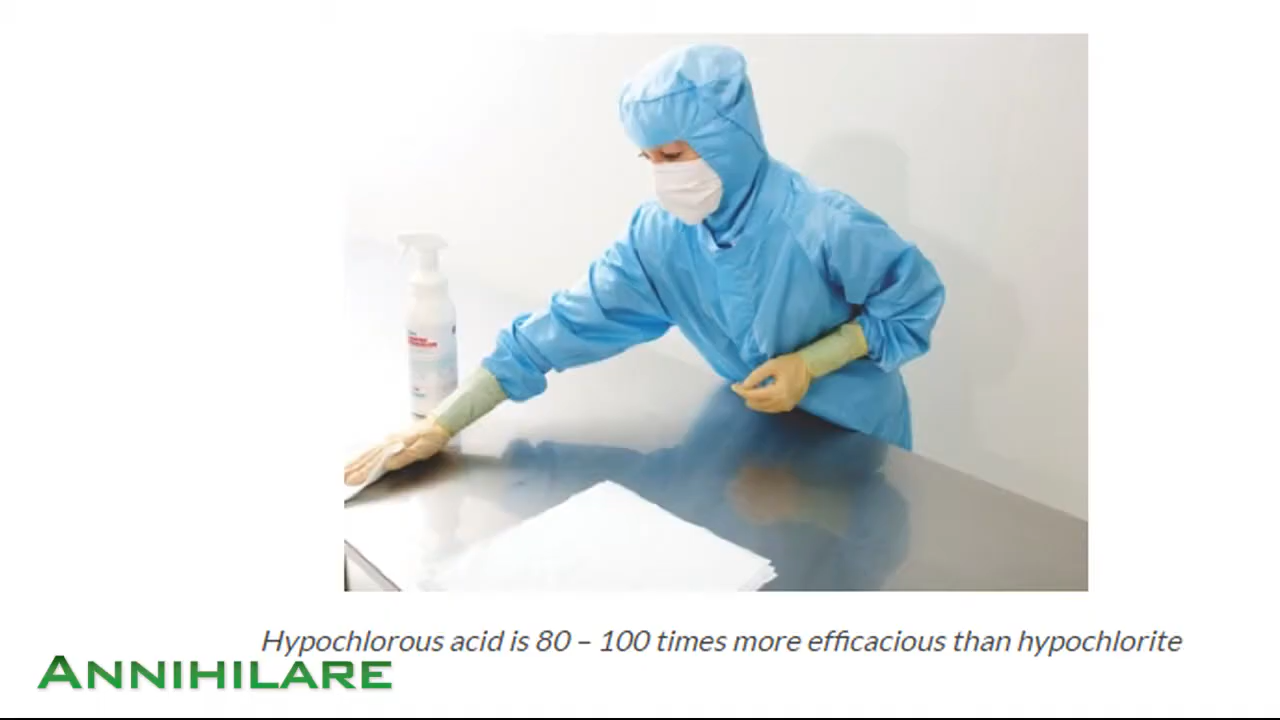 Hypochlorous acid is 80 – 100 times more efficacious than hypochlorite
ANNIHILARE